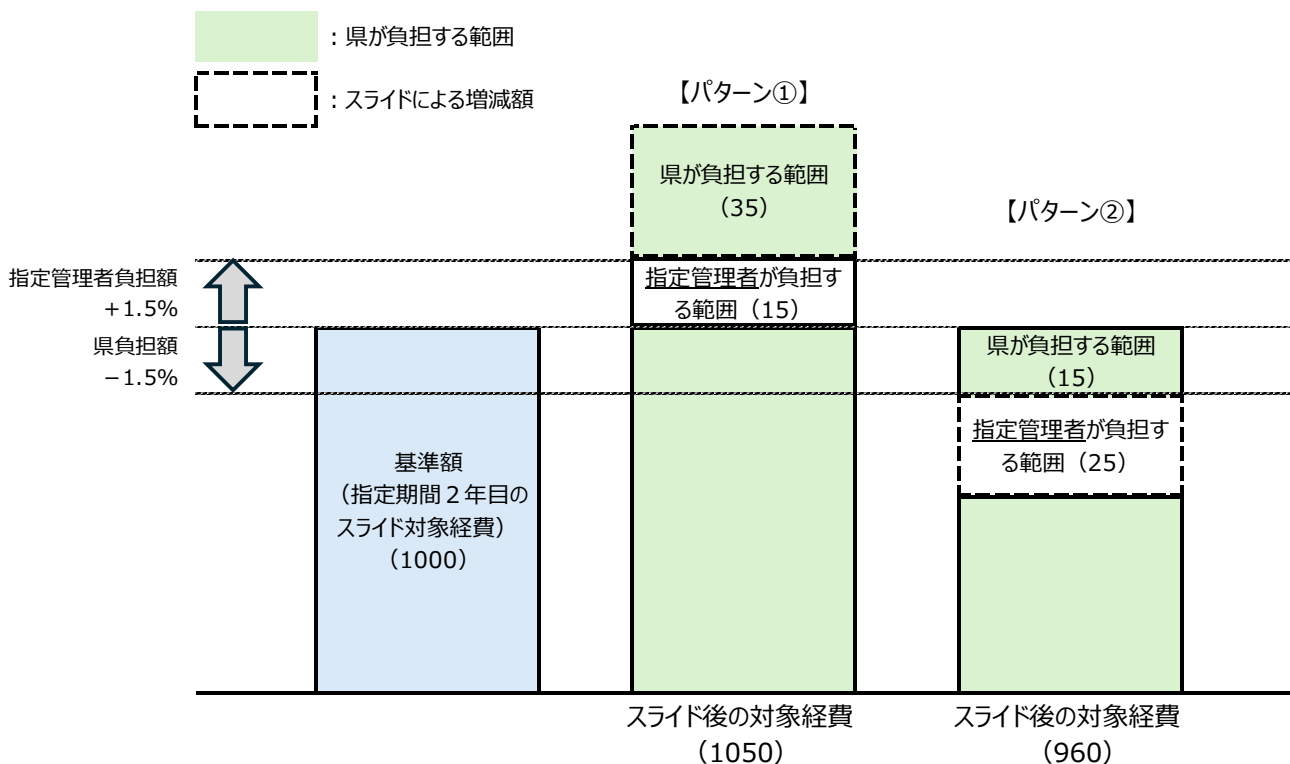 ：県が負担する範囲
：スライドによる増減額
【パターン①】
県が負担する範囲
（35）
【パターン②】
指定管理者負担額
＋1.5%
指定管理者が負担す
る範囲（15）
県負担額
－1.5%
県が負担する範囲
（15）
指定管理者が負担す
る範囲（25）
基準額
（指定期間２年目の
スライド対象経費）
（1000）
スライド後の対象経費
（1050）
スライド後の対象経費
（960）